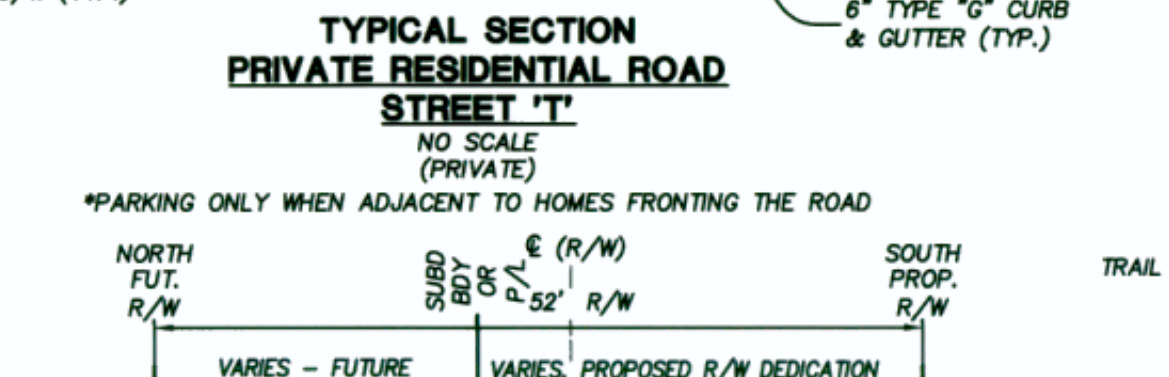 6" TYPE "G" CURB
& GUTTER (TYP.)
TYPICAL SECTION
PRIVATE RESIDENTIAL ROAD
STREET 'T'
NO SCALE
(PRIVATE)
*PARKING ONLY WHEN ADJACENT TO HOMES FRONTING THE ROAD
NORTH
FUT.
R/W
SUBD
BDY
OR
P/L
℄ (R/W)
52' R/W
SOUTH
PROP.
R/W
TRAIL
VARIES - FUTURE
VARIES, PROPOSED R/W DEDICATION